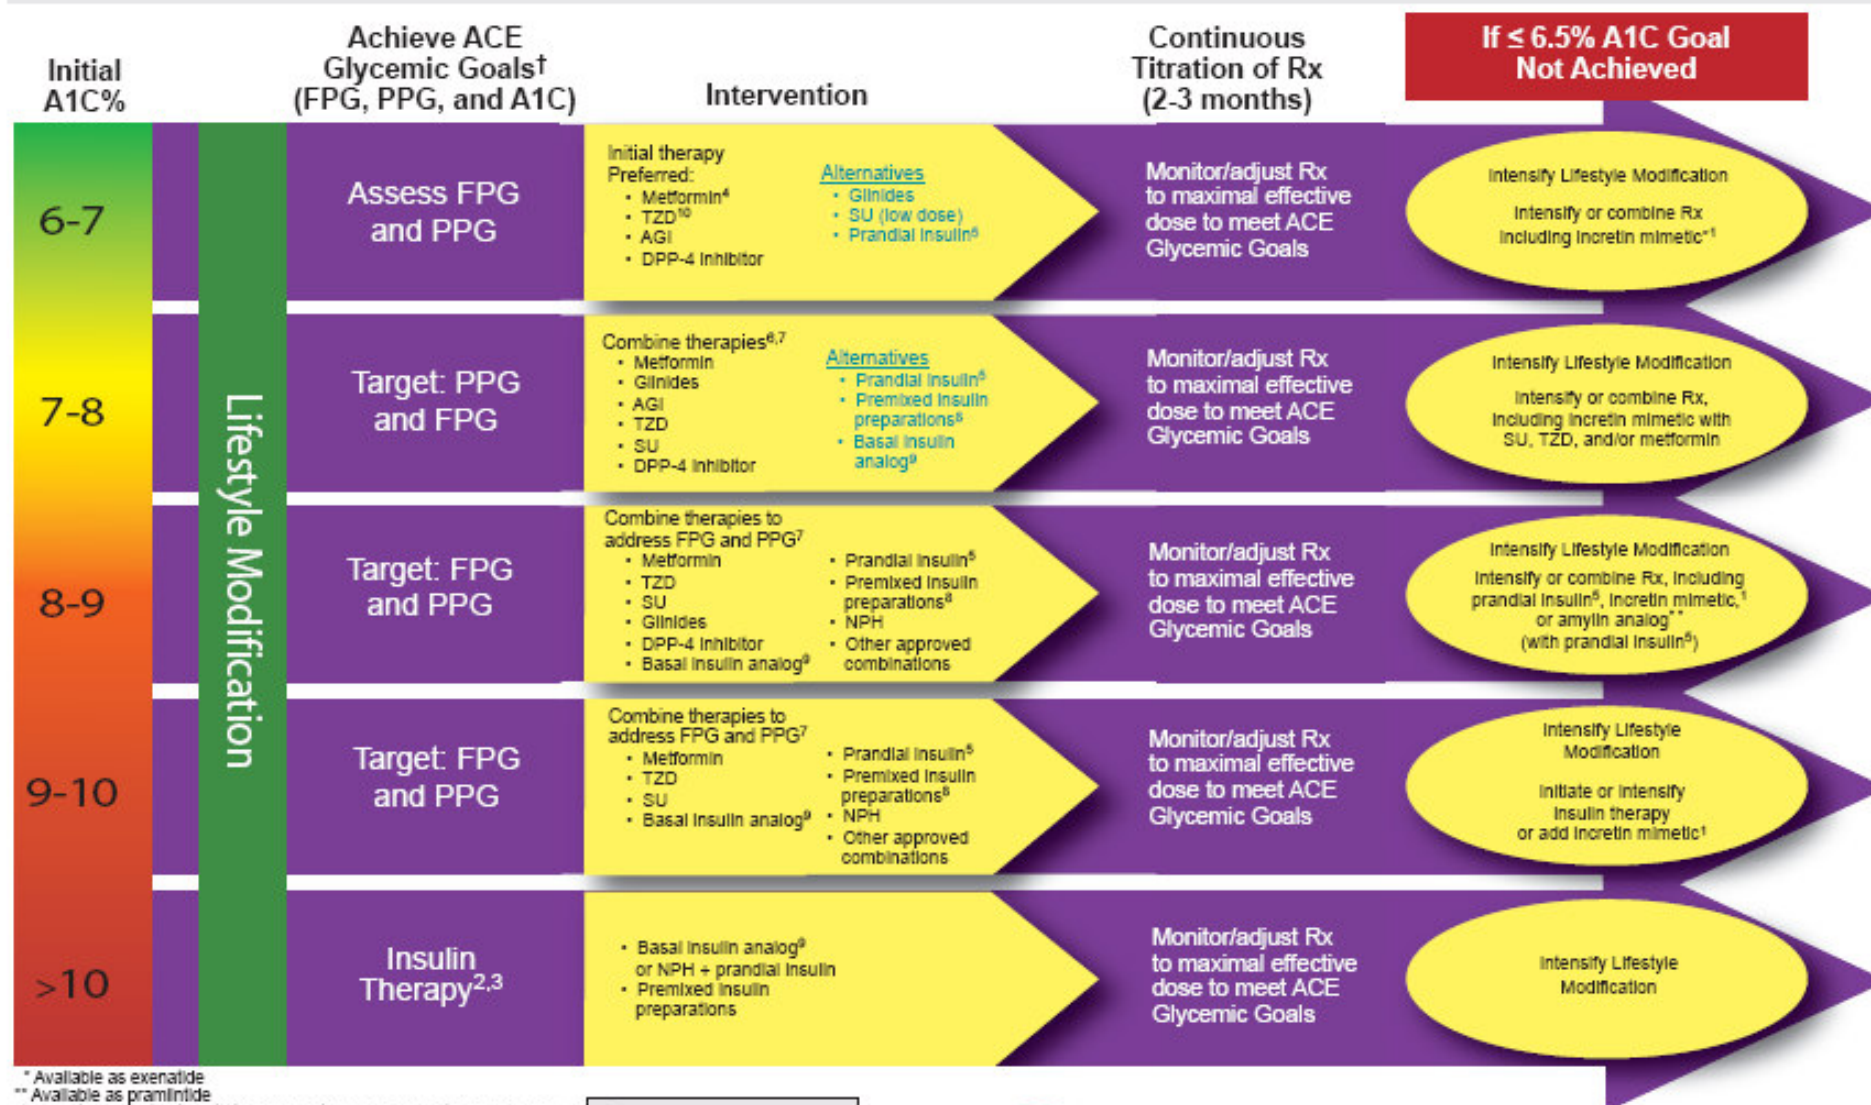 Initial
A1C%
Achieve ACE
Glycemic Goals†
(FPG, PPG, and A1C)
Intervention
Continuous
Titration of Rx
(2-3 months)
If ≤ 6.5% A1C Goal
Not Achieved
Lifestyle Modification
6-7
Assess FPG
and PPG
Initial therapy
Preferred:
• Metformin⁴
• TZD¹⁰
• AGI
• DPP-4 Inhibitor
Alternatives
• Glinides
• SU (low dose)
• Prandial Insulin⁵
Monitor/adjust Rx
to maximal effective
dose to meet ACE
Glycemic Goals
Intensify Lifestyle Modification
Intensify or combine Rx
including incretin mimetic*¹
7-8
Target: PPG
and FPG
Combine therapies⁶,⁷
• Metformin
• Glinides
• AGI
• TZD
• SU
• DPP-4 Inhibitor
Alternatives
• Prandial Insulin⁵
• Premixed Insulin
preparations⁸
• Basal Insulin
analog⁹
Monitor/adjust Rx
to maximal effective
dose to meet ACE
Glycemic Goals
Intensify Lifestyle Modification
Intensify or combine Rx,
including incretin mimetic with
SU, TZD, and/or metformin
8-9
Target: FPG
and PPG
Combine therapies to
address FPG and PPG⁷
• Metformin
• TZD
• SU
• Glinides
• DPP-4 Inhibitor
• Basal Insulin analog⁹
• Prandial Insulin⁵
• Premixed Insulin
preparations⁸
• NPH
• Other approved
combinations
Monitor/adjust Rx
to maximal effective
dose to meet ACE
Glycemic Goals
Intensify Lifestyle Modification
Intensify or combine Rx, including
prandial insulin⁵, incretin mimetic,¹
or amylin analog**
(with prandial insulin⁵)
9-10
Target: FPG
and PPG
Combine therapies to
address FPG and PPG⁷
• Metformin
• TZD
• SU
• Basal Insulin analog⁹
• Prandial Insulin⁵
• Premixed Insulin
preparations⁸
• NPH
• Other approved
combinations
Monitor/adjust Rx
to maximal effective
dose to meet ACE
Glycemic Goals
Intensify Lifestyle
Modification
Initiate or Intensify
Insulin therapy
or add incretin mimetic¹
>10
Insulin
Therapy²,³
• Basal Insulin analog⁹
or NPH + prandial Insulin
• Premixed Insulin
preparations
Monitor/adjust Rx
to maximal effective
dose to meet ACE
Glycemic Goals
Intensify Lifestyle
Modification
* Available as exenatide
** Available as pramlintide